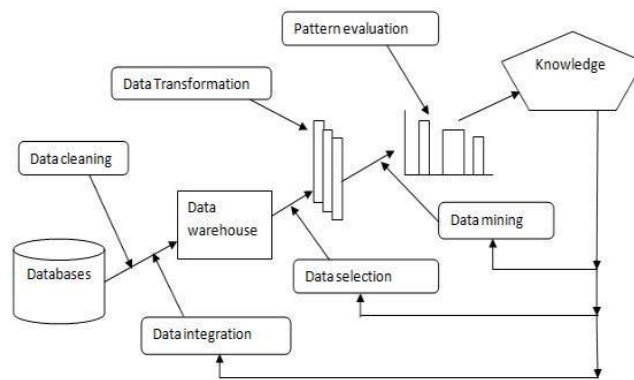 Pattern evaluation
Knowledge
Data Transformation
Data cleaning
Data
warehouse
Data mining
Databases
Data selection
Data integration